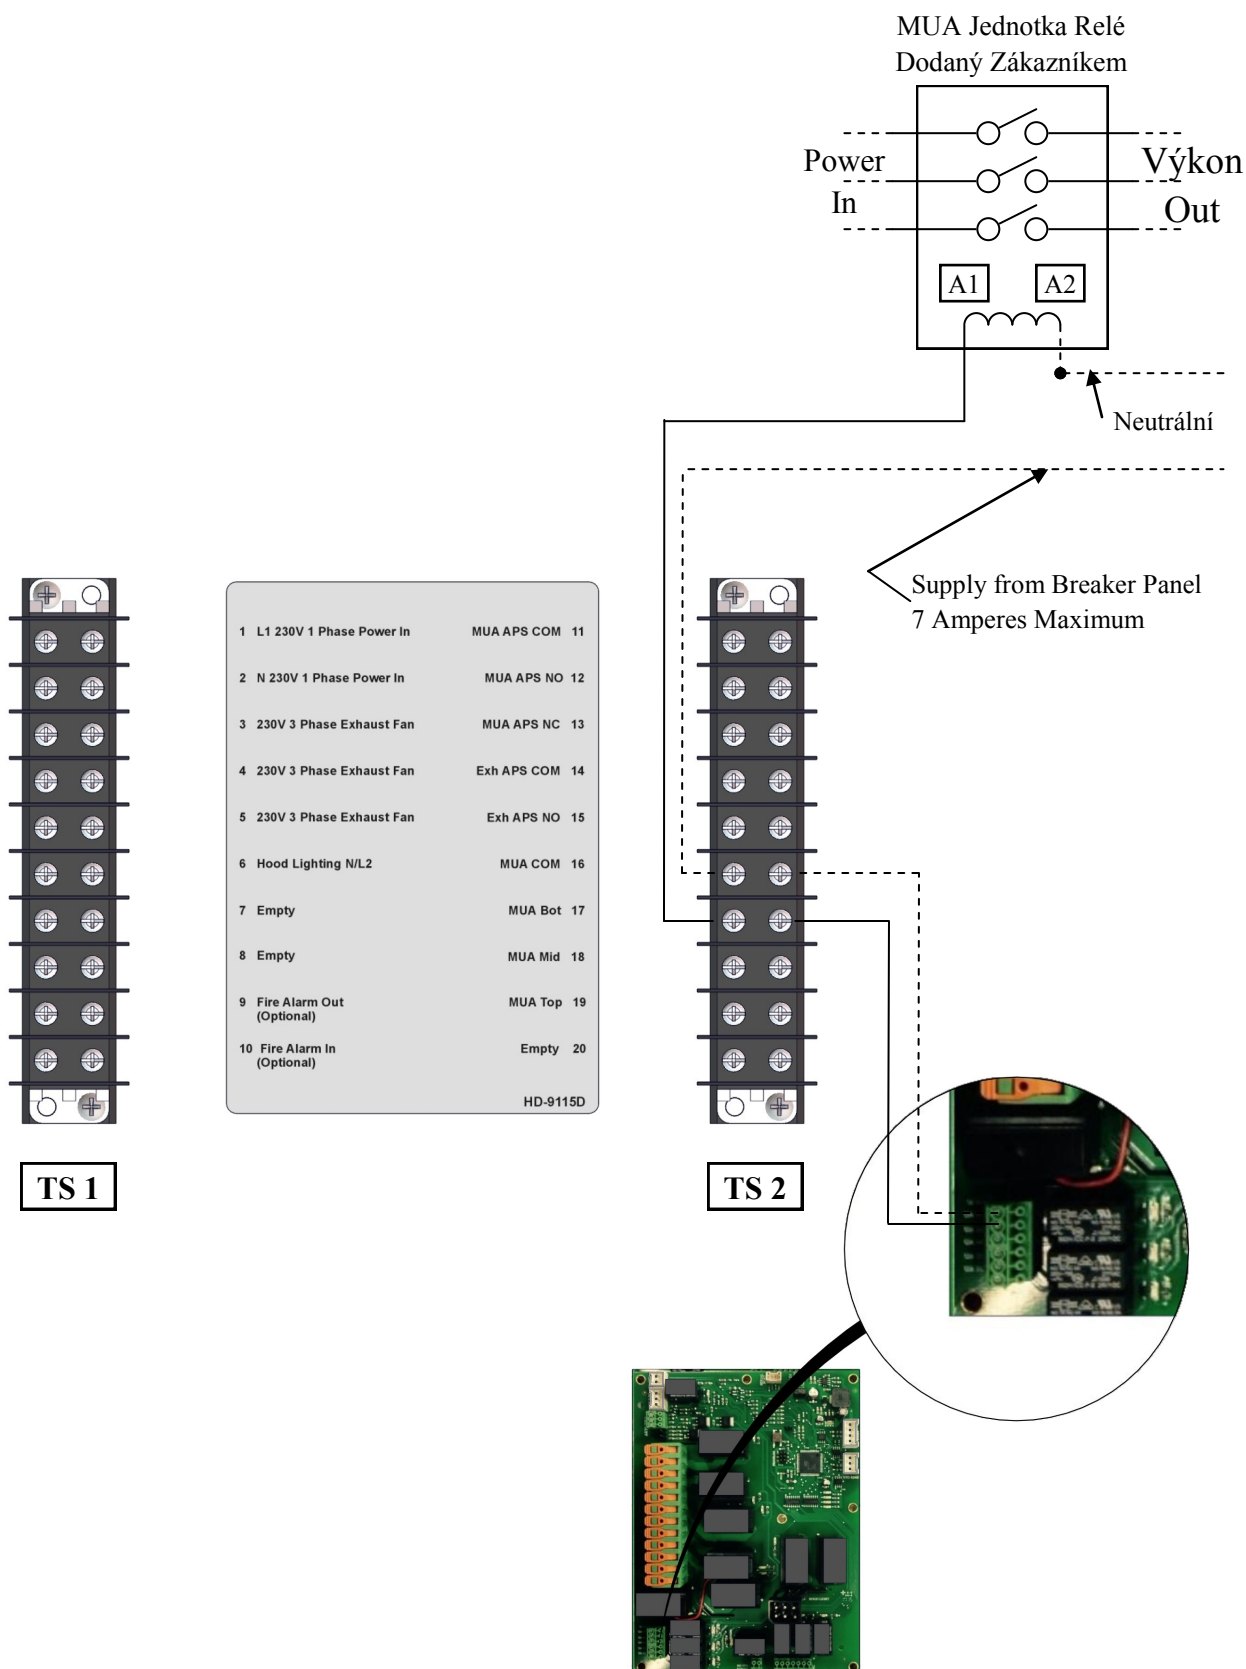 MUA Jednotka Relé
Dodaný Zákazníkem
Power
In
Výkon
Out
A1
A2
Neutrální
Supply from Breaker Panel
7 Amperes Maximum
1 L1 230V 1 Phase Power In
MUA APS COM 11
2 N 230V 1 Phase Power In
MUA APS NO 12
3 230V 3 Phase Exhaust Fan
MUA APS NC 13
4 230V 3 Phase Exhaust Fan
Exh APS COM 14
5 230V 3 Phase Exhaust Fan
Exh APS NO 15
6 Hood Lighting N/L2
MUA COM 16
7 Empty
MUA Bot 17
8 Empty
MUA Mid 18
9 Fire Alarm Out
(Optional)
MUA Top 19
10 Fire Alarm In
(Optional)
Empty 20
HD-9115D
TS 1
TS 2